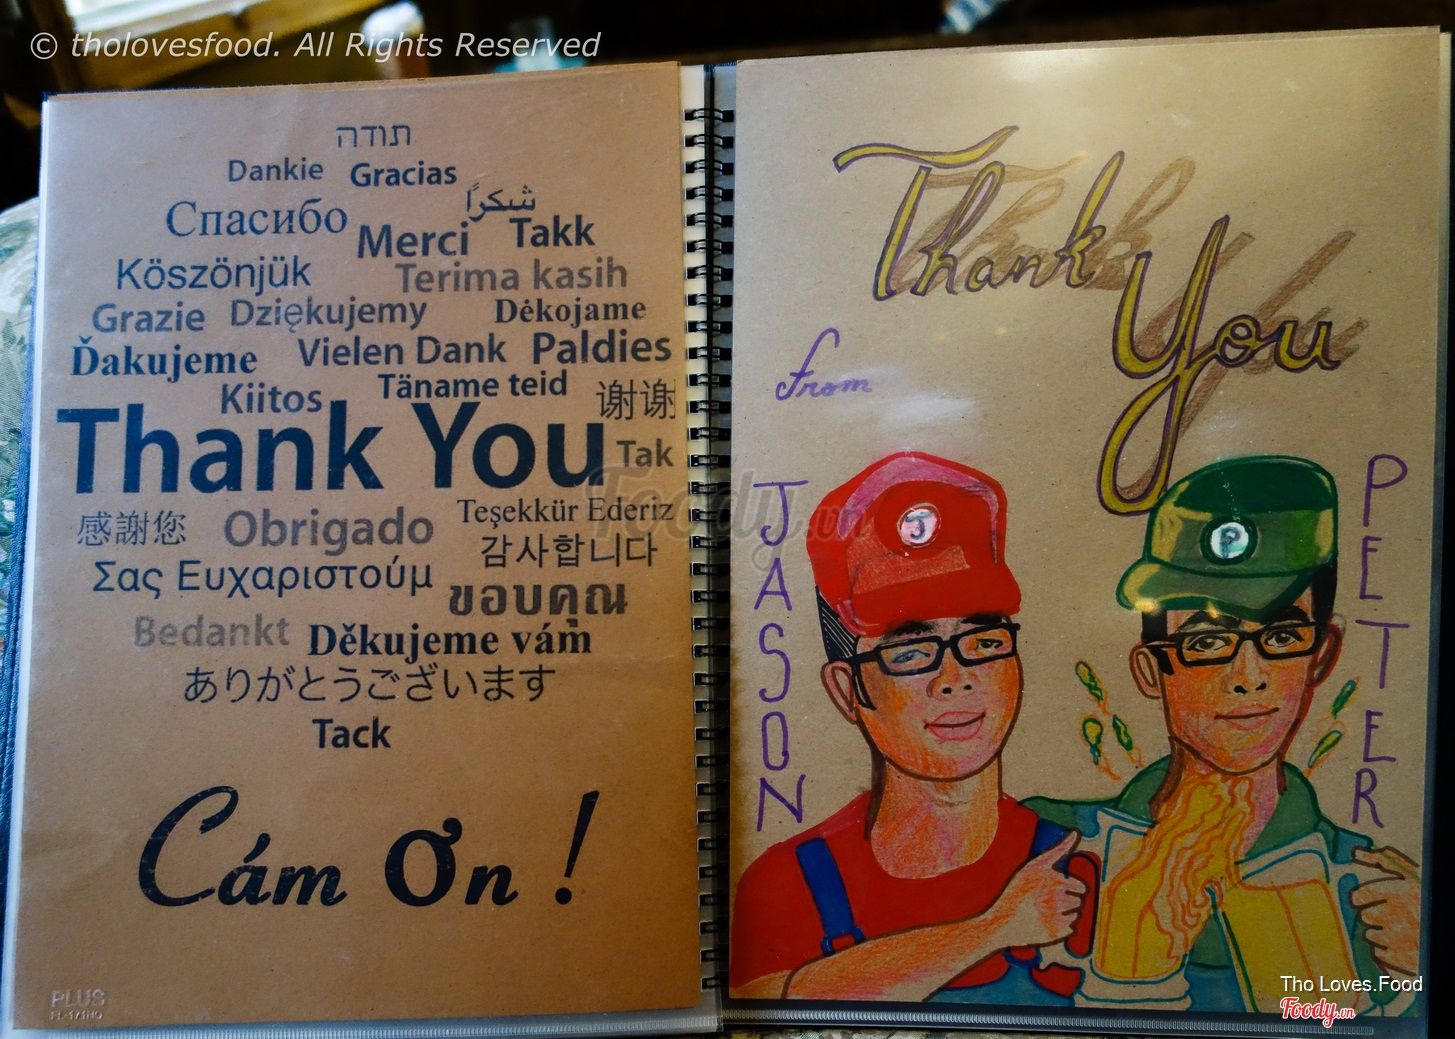 © tholovesfood. All Rights Reserved
תודה
Dankie Gracias
شكرًا
Спасибо Merci Takk
Köszönjük Terima kasih
Grazie Dziękujemy Dėkojame
Ďakujeme Vielen Dank Paldies
Kiitos Täname teid 谢谢
Thank You Tak
感謝您 Obrigado Teşekkür Ederiz
감사합니다
Σας Ευχαριστούμ
ขอบคุณ
Bedankt Děkujeme vám
ありがとうございます
Tack
Cám Ơn !
PLUS
Thank
You
from
JASON
PETER
J
P
Foody.vn
Tho Loves.Food
Foody.vn